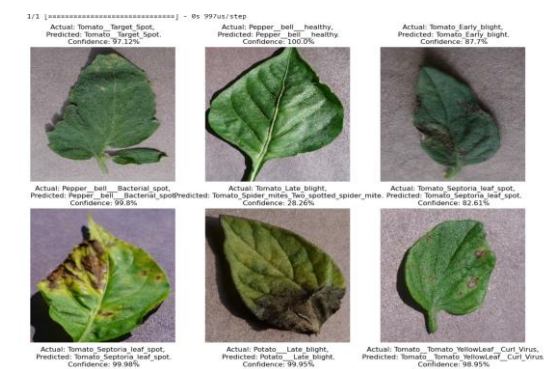 1/1 [==============================] - 0s 997us/step
Actual: Tomato__Target_Spot,
Predicted: Tomato__Target_Spot.
Confidence: 97.12%
Actual: Pepper__bell___healthy,
Predicted: Pepper__bell___healthy.
Confidence: 100.0%
Actual: Tomato_Early_blight,
Predicted: Tomato_Early_blight.
Confidence: 87.7%
Actual: Pepper__bell___Bacterial_spot,
Predicted: Pepper__bell___Bacterial_spot.
Confidence: 99.8%
Actual: Tomato_Late_blight,
Predicted: Tomato_Spider_mites_Two_spotted_spider_mite.
Confidence: 28.26%
Actual: Tomato_Septoria_leaf_spot,
Predicted: Tomato_Septoria_leaf_spot.
Confidence: 82.61%
Actual: Tomato_Septoria_leaf_spot,
Predicted: Tomato_Septoria_leaf_spot.
Confidence: 99.98%
Actual: Potato___Late_blight,
Predicted: Potato___Late_blight.
Confidence: 99.95%
Actual: Tomato__Tomato_YellowLeaf__Curl_Virus,
Predicted: Tomato__Tomato_YellowLeaf__Curl_Virus.
Confidence: 98.95%